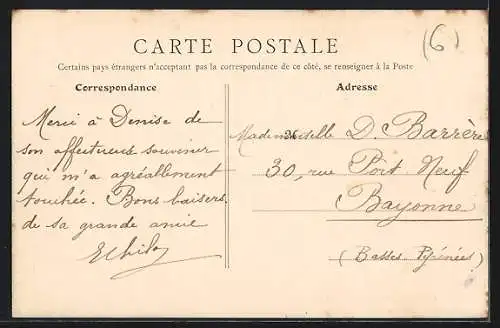 (6)
CARTE POSTALE
Certains pays étrangers n'acceptant pas la correspondance de ce côté, se renseigner à la Poste
Correspondance
Merci à Denise de
son affectueux souvenir
qui m'a agréablement
touchée. Bons baisers
de sa grande amie
Adresse
Mademoiselle D. Barrère
30, rue Port Neuf
Bayonne
(Basses-Pyrénées)